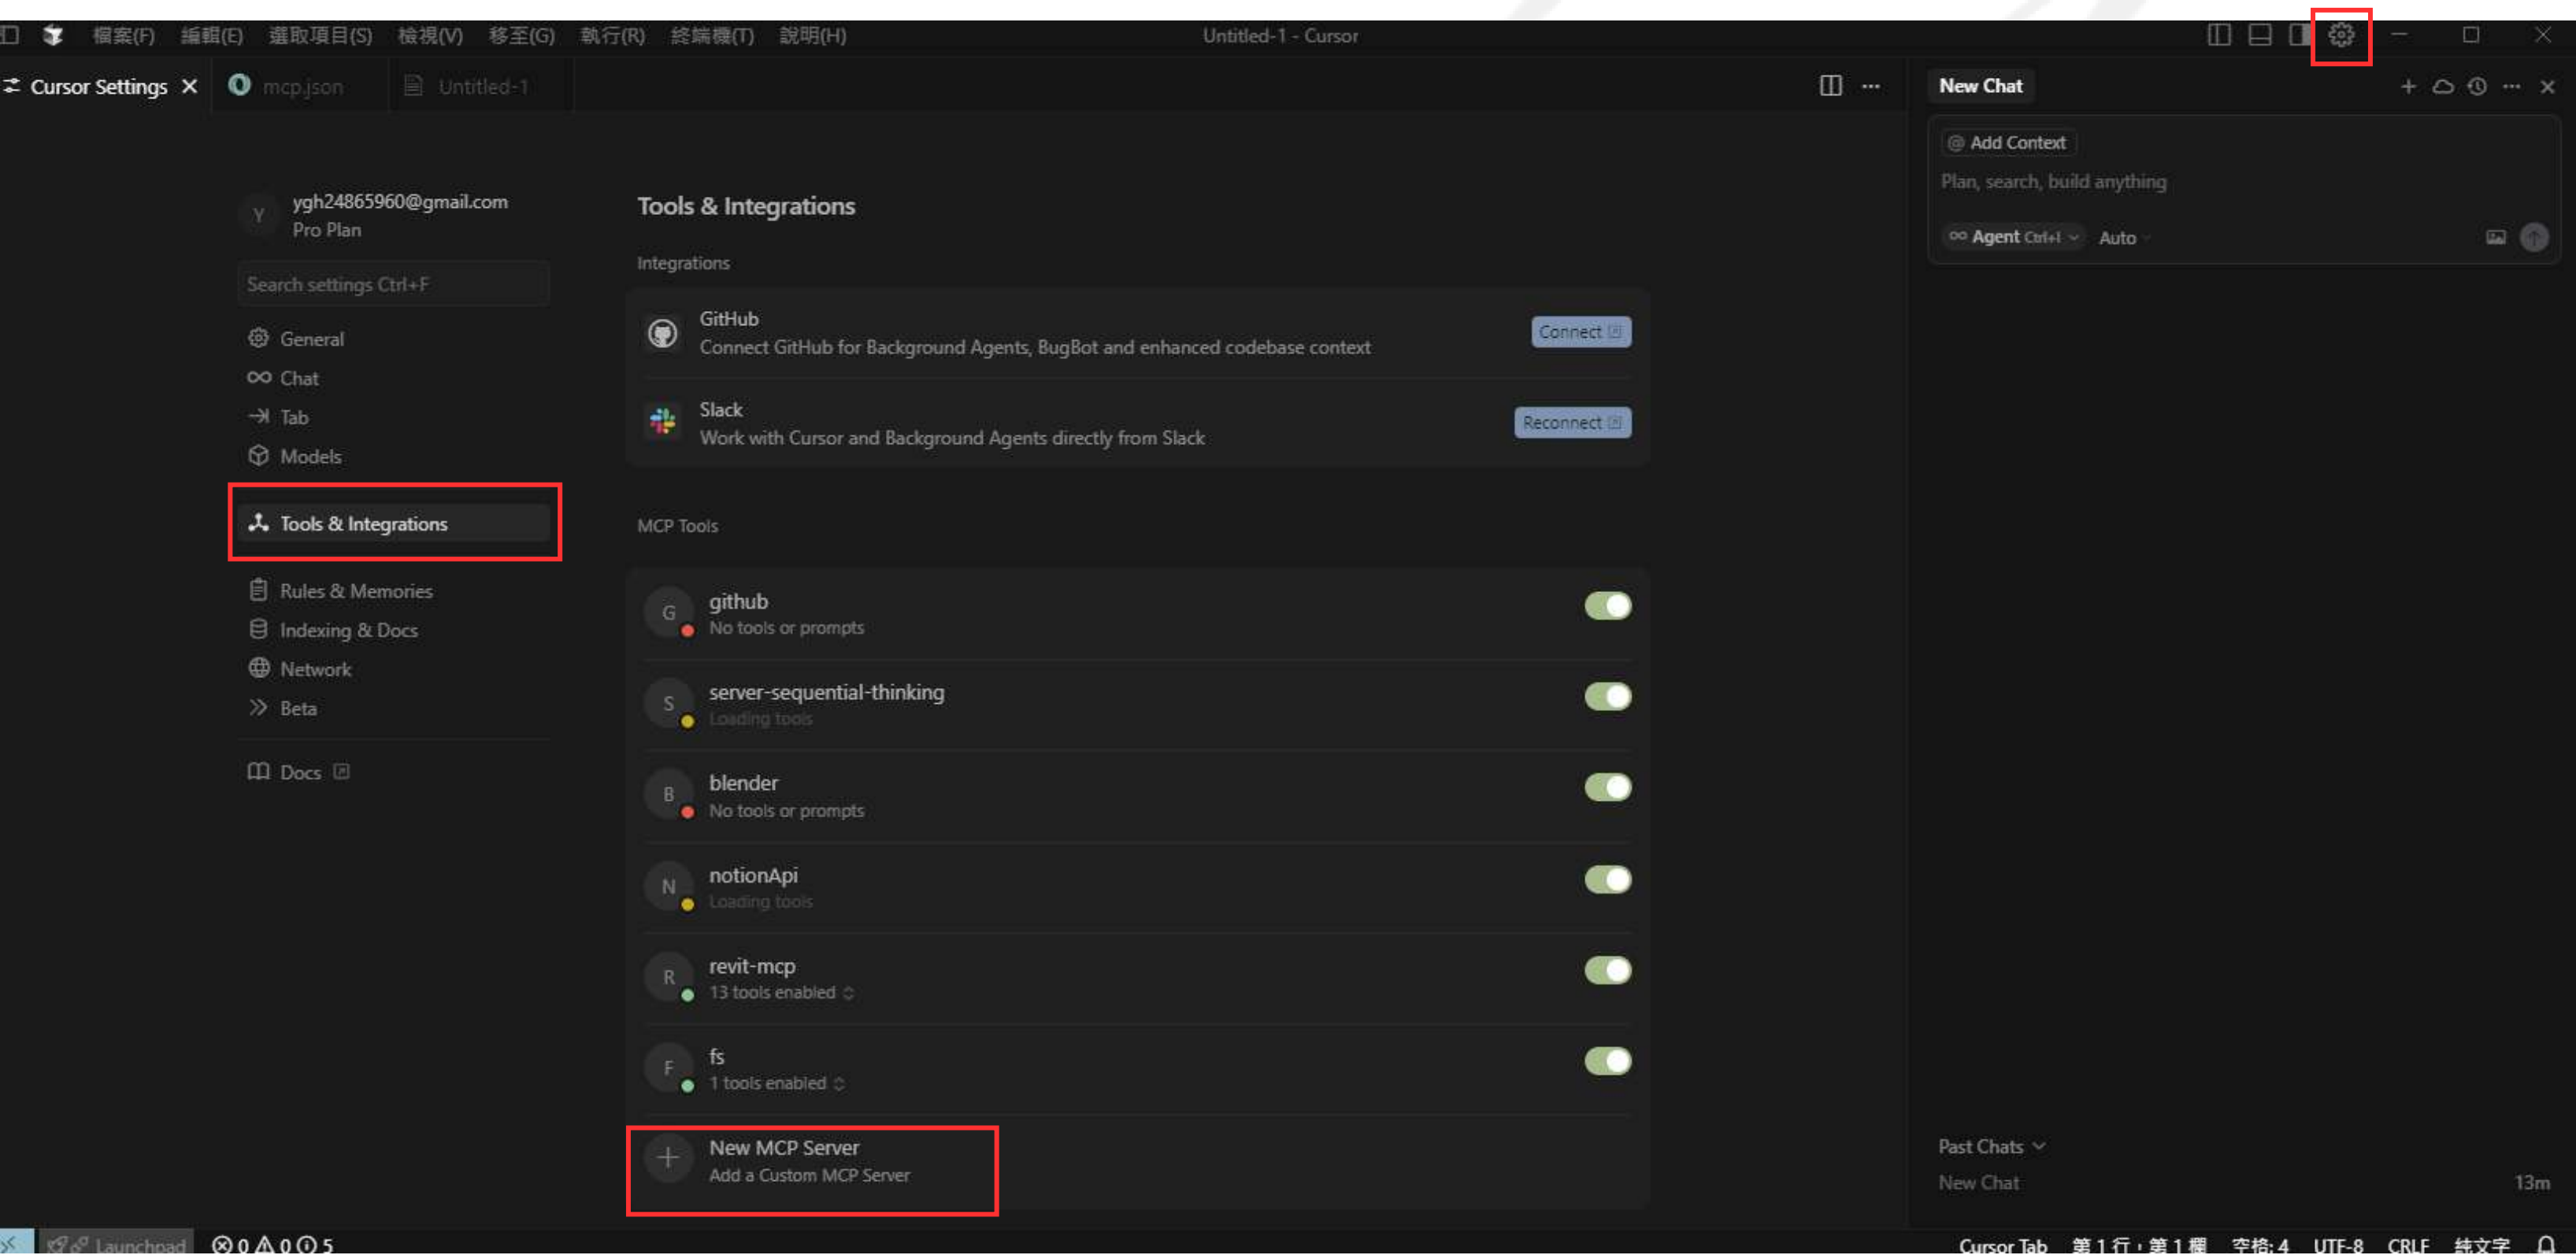 檔案(F) 編輯(E) 選取項目(S) 檢視(V) 移至(G) 執行(R) 終端機(T) 說明(H)
Untitled-1 - Cursor
Cursor Settings
mcp.json
Untitled-1
Y
ygh24865960@gmail.com
Pro Plan
Search settings Ctrl+F
General
Chat
Tab
Models
Tools & Integrations
Rules & Memories
Indexing & Docs
Network
Beta
Docs
Tools & Integrations
Integrations
GitHub
Connect GitHub for Background Agents, BugBot and enhanced codebase context
Connect
Slack
Work with Cursor and Background Agents directly from Slack
Reconnect
MCP Tools
G
github
No tools or prompts
S
server-sequential-thinking
Loading tools
B
blender
No tools or prompts
N
notionApi
Loading tools
R
revit-mcp
13 tools enabled
F
fs
1 tools enabled
New MCP Server
Add a Custom MCP Server
New Chat
@ Add Context
Plan, search, build anything
Agent Ctrl+I
Auto
Past Chats
New Chat
13m
Launchpad
0 0 5
Cursor Tab 第 1 行，第 1 欄 空格: 4 UTF-8 CRLF 純文字